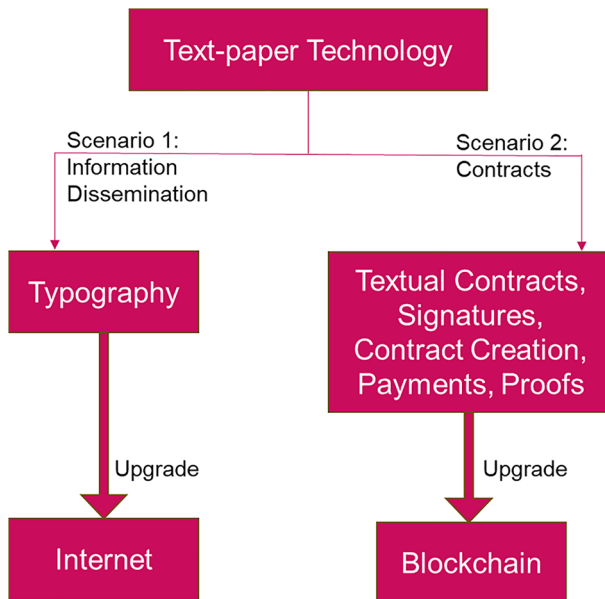 Text-paper Technology
Scenario 1:
Information
Dissemination
Scenario 2:
Contracts
Typography
Textual Contracts,
Signatures,
Contract Creation,
Payments, Proofs
Upgrade
Upgrade
Internet
Blockchain